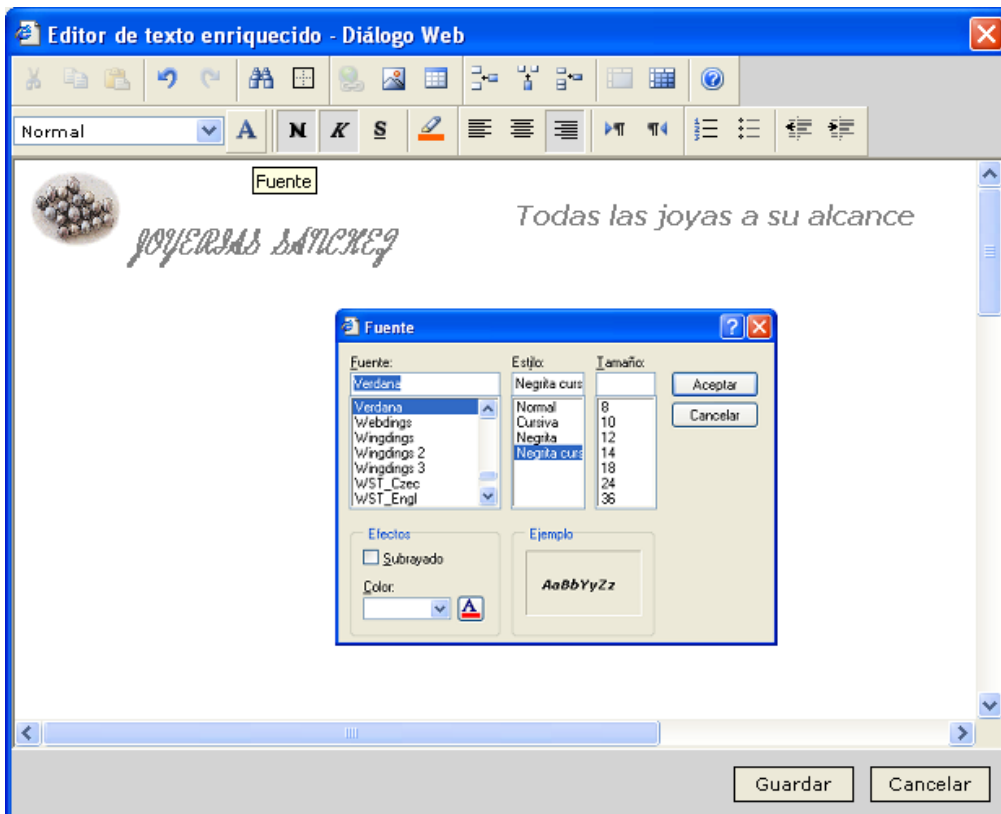 Editor de texto enriquecido - Diálogo Web
Normal
A
N K S
Fuente
JOYERIAS SANCHEZ
Todas las joyas a su alcance
Fuente
Fuente: Estilo: Tamaño:
Verdana Negrita curs
Aceptar
Cancelar
Verdana Normal 8
Webdings Cursiva 10
Wingdings Negrita 12
Wingdings 2 Negrita curs 14
Wingdings 3 18
WST_Czec 24
WST_Engl 36
Efectos Ejemplo
Subrayado
Color:
A
AaBbYyZz
Guardar Cancelar